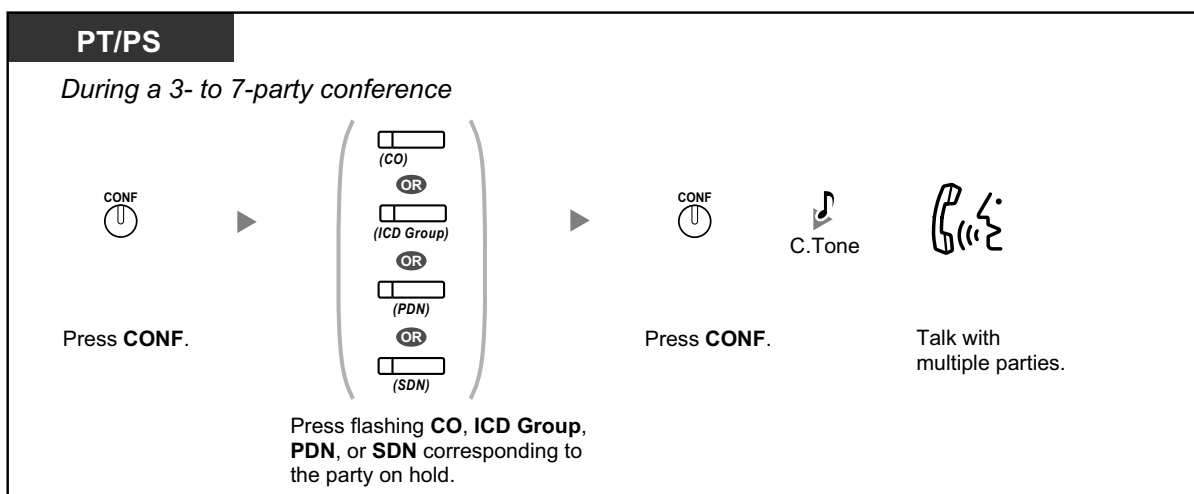 PT/PS
During a 3- to 7-party conference
CONF
Press CONF.
(CO)
OR
(ICD Group)
OR
(PDN)
OR
(SDN)
Press flashing CO, ICD Group,
PDN, or SDN corresponding to
the party on hold.
CONF
Press CONF.
C.Tone
Talk with
multiple parties.